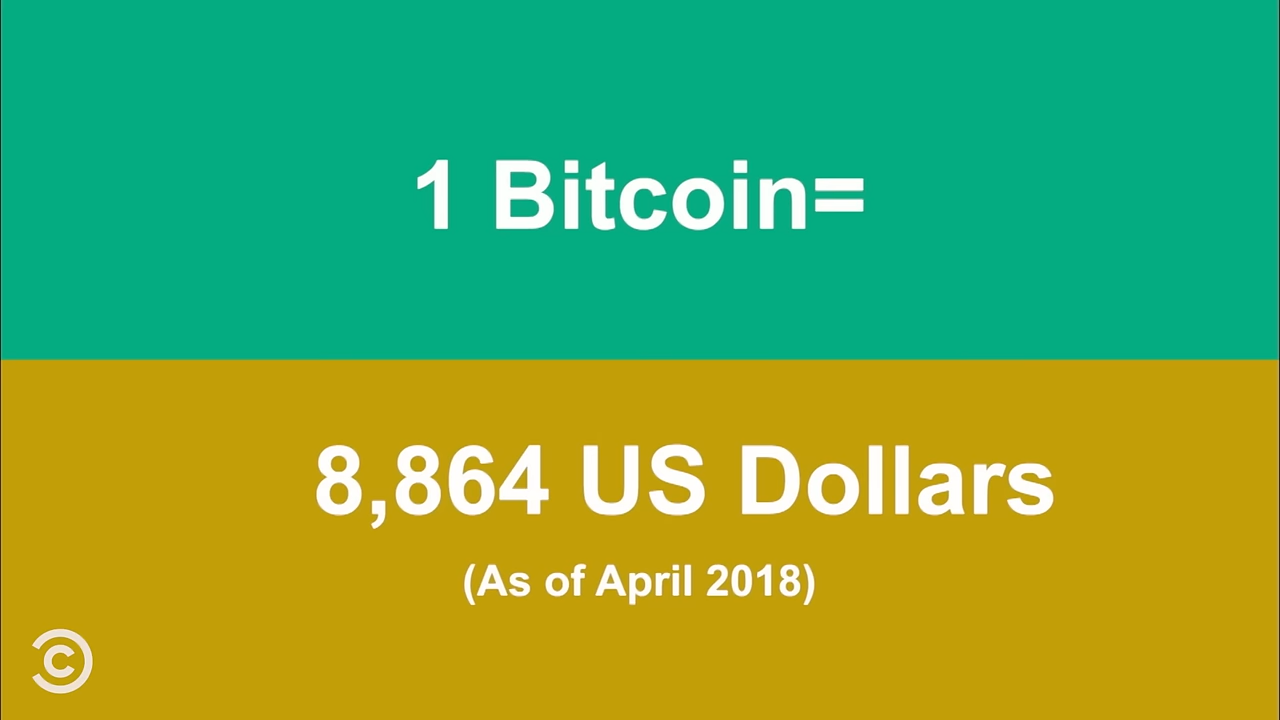 1 Bitcoin=
8,864 US Dollars
(As of April 2018)